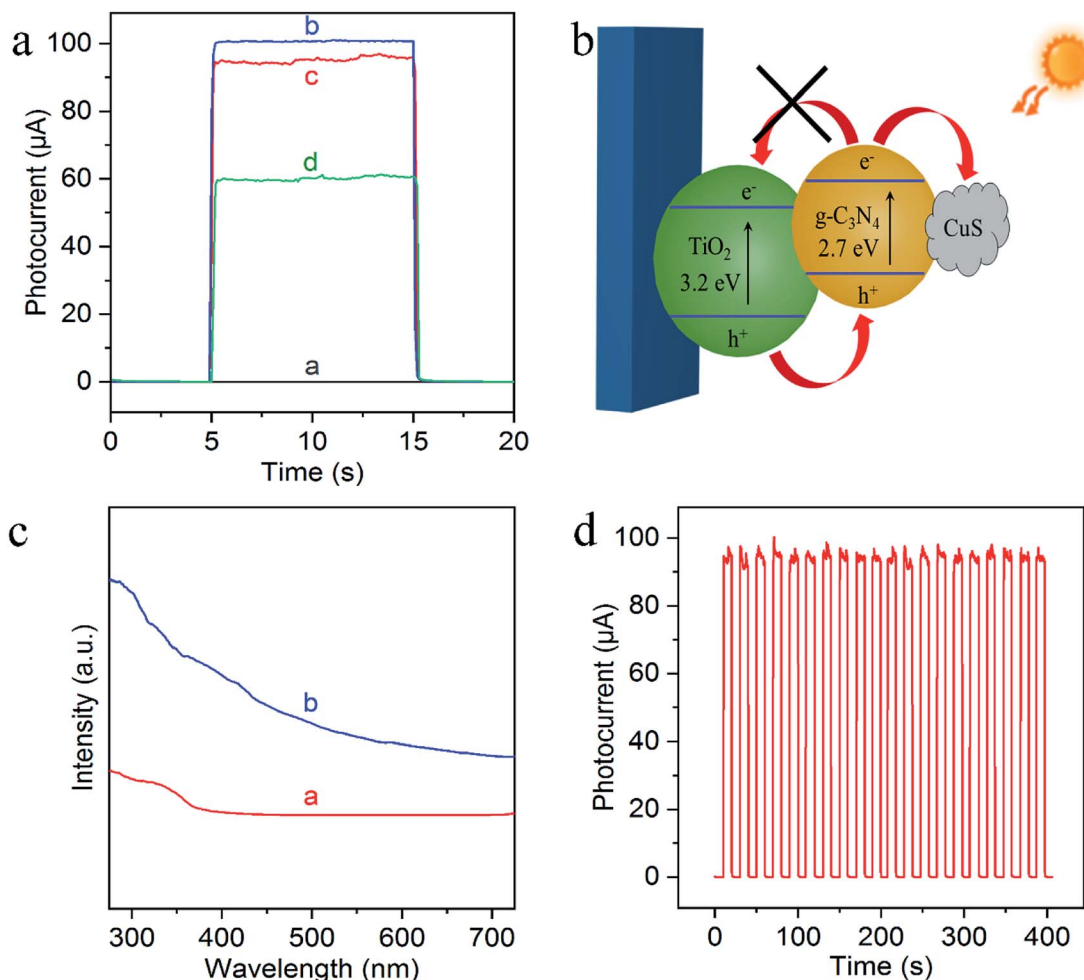 a
Photocurrent (µA)
100
80
60
40
20
0
b
c
d
a
0
5
10
15
20
Time (s)
b
e-
e-
TiO2
3.2 eV
g-C3N4
2.7 eV
CuS
h+
h+
c
Intensity (a.u.)
b
a
300
400
500
600
700
Wavelength (nm)
d
Photocurrent (µA)
100
80
60
40
20
0
0
100
200
300
400
Time (s)